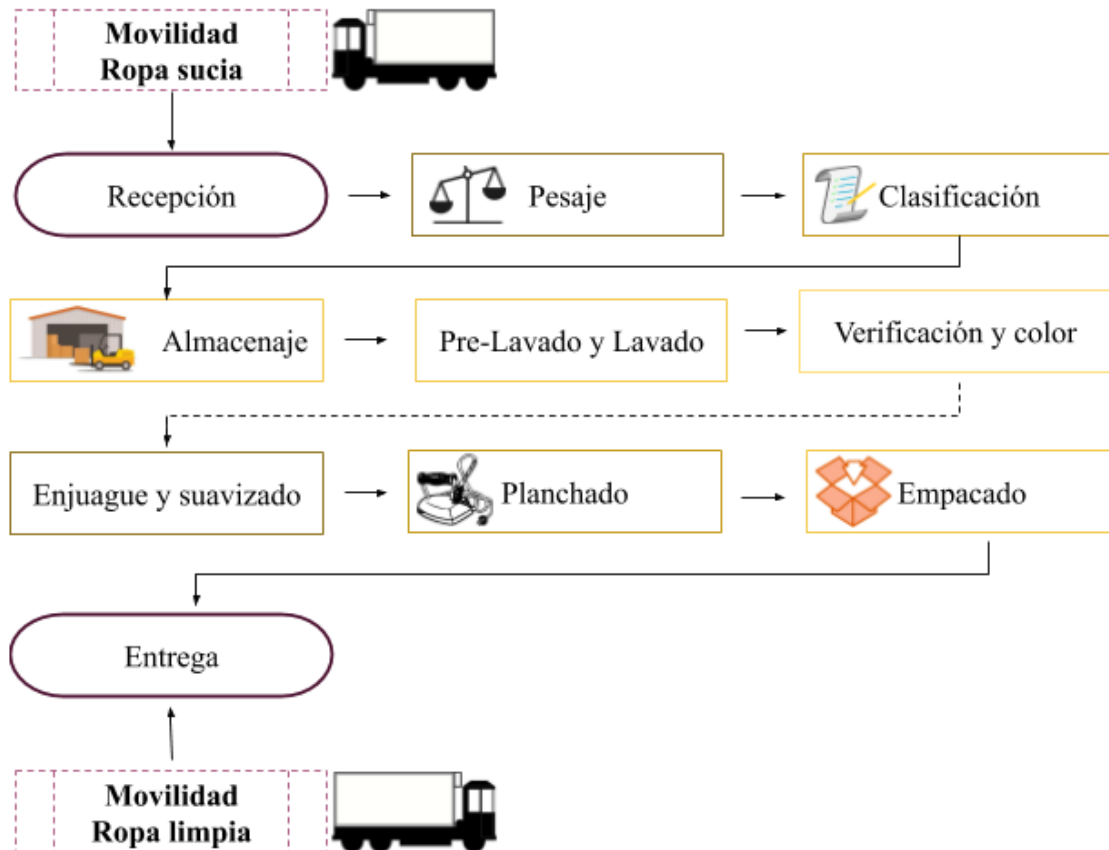 Movilidad
Ropa sucia
Recepción
Pesaje
Clasificación
Almacenaje
Pre-Lavado y Lavado
Verificación y color
Enjuague y suavizado
Planchado
Empacado
Entrega
Movilidad
Ropa limpia